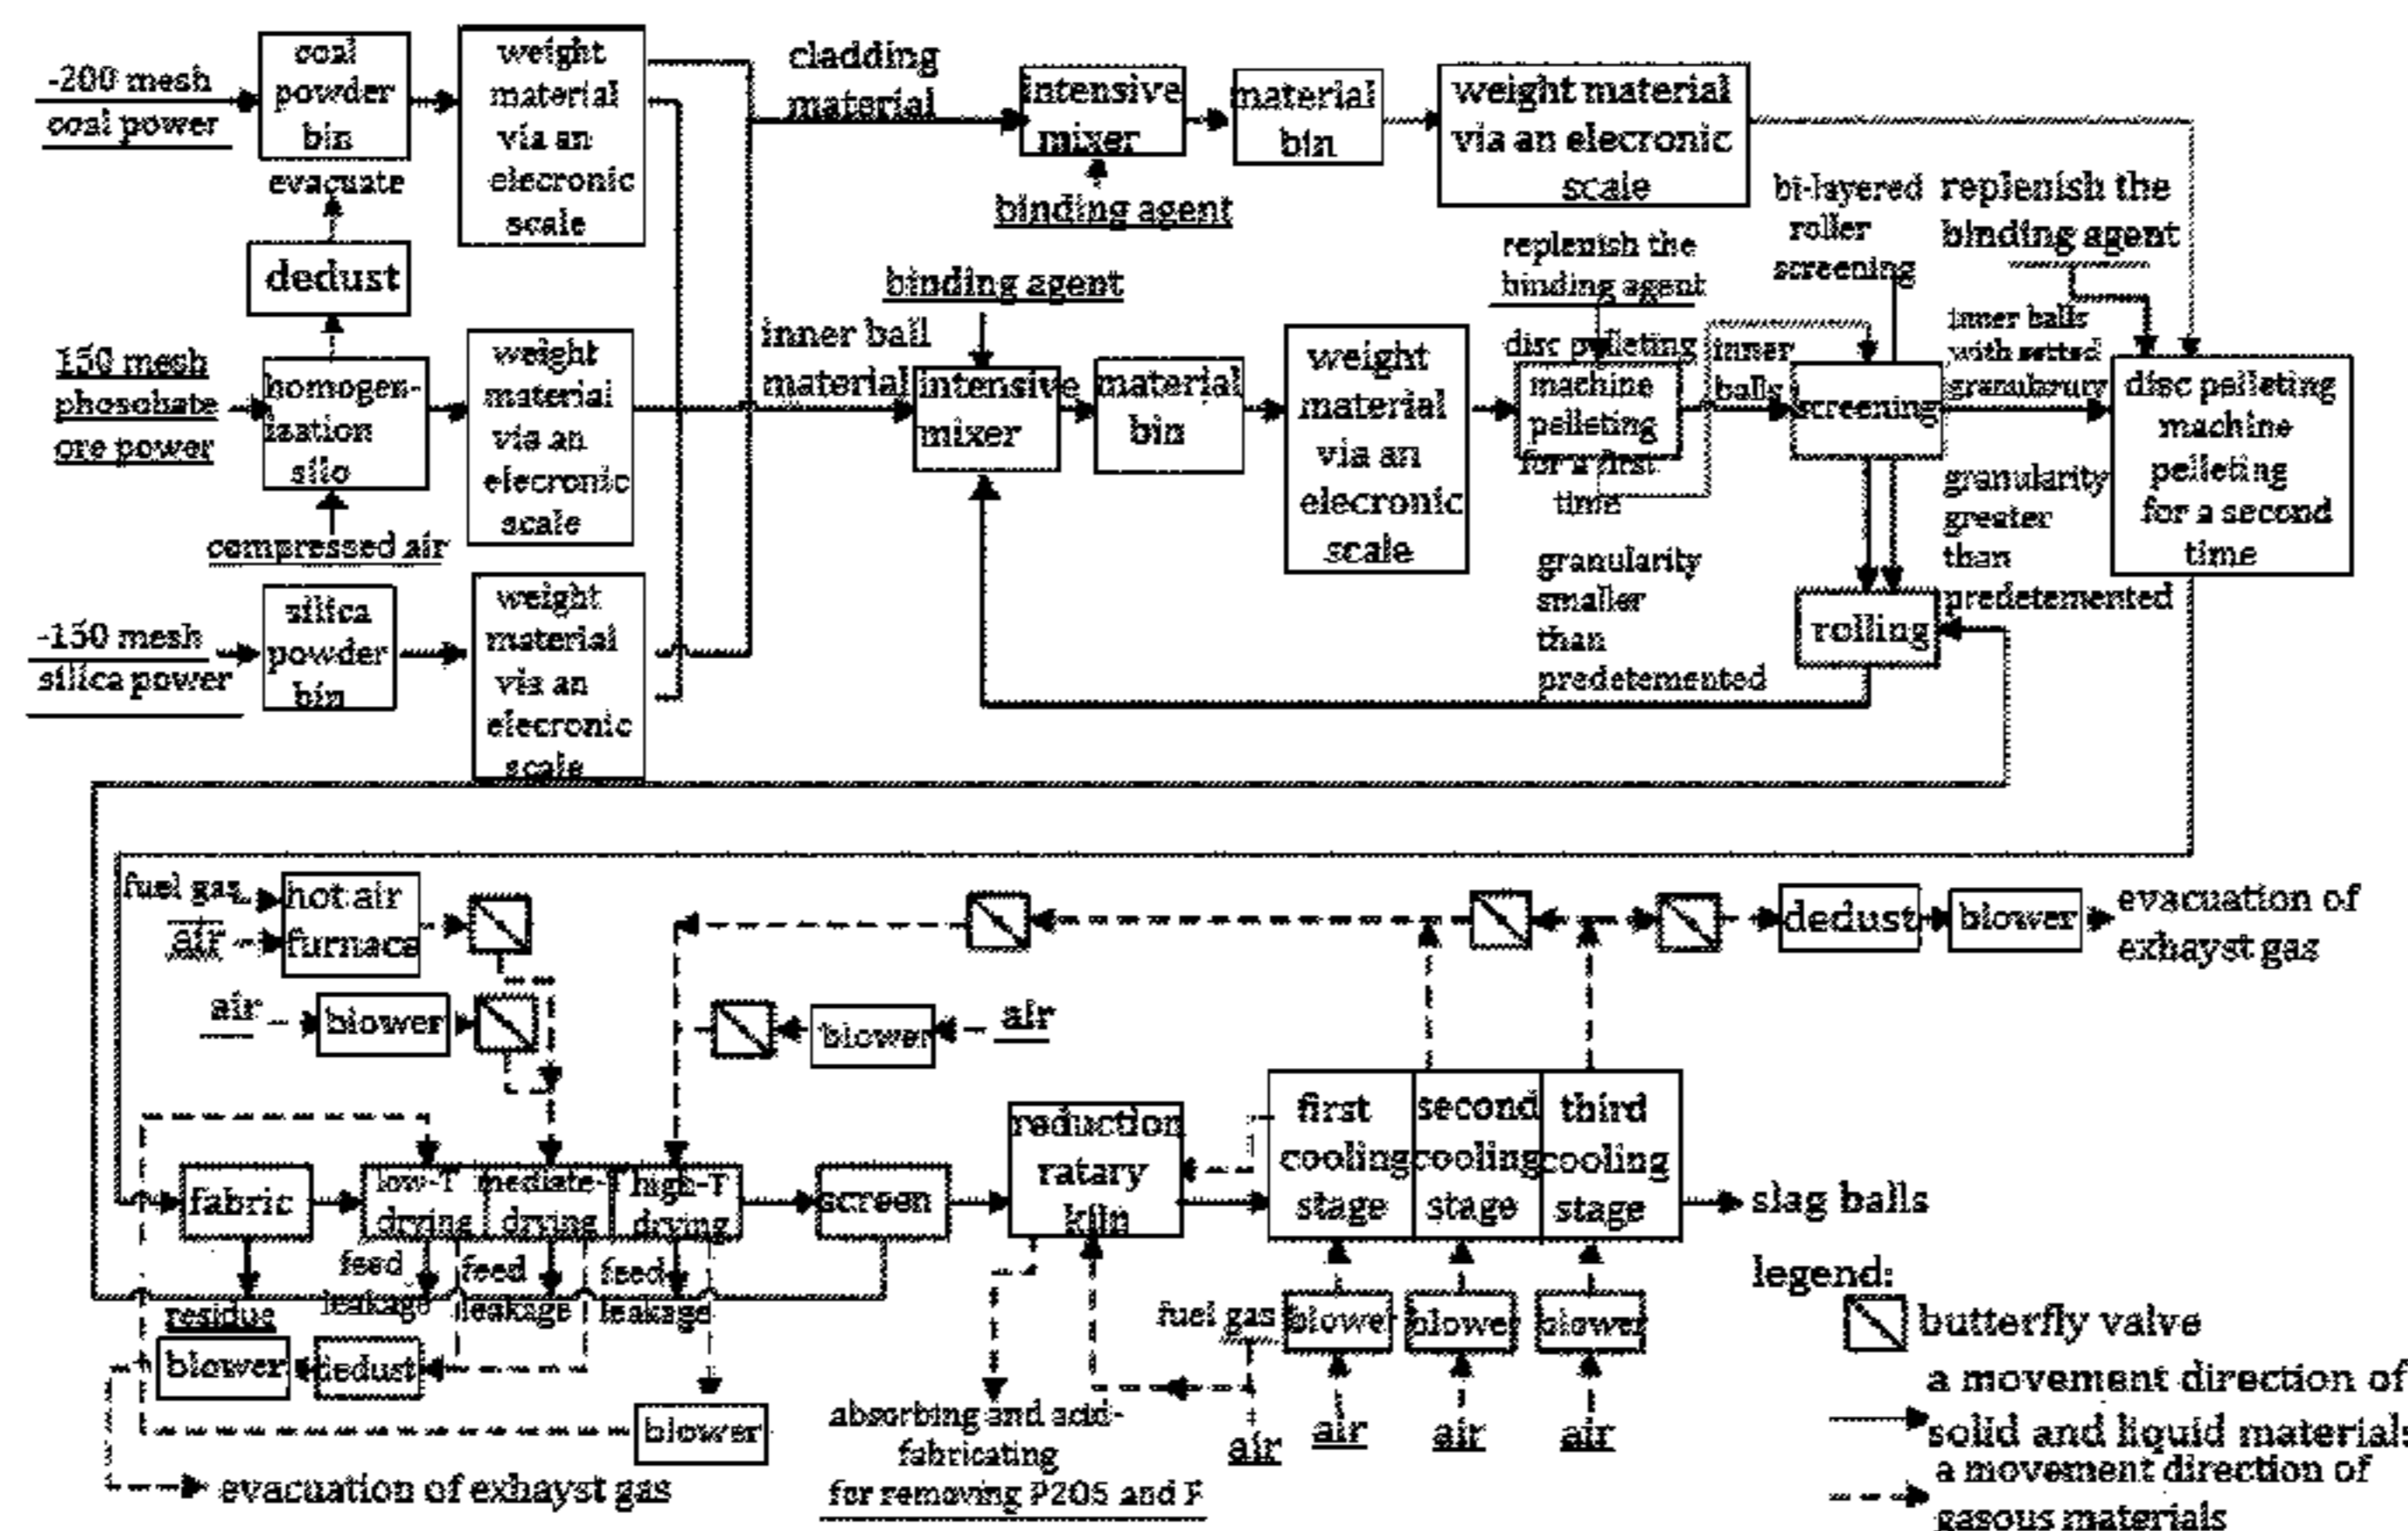 -200 mesh
coal power
coal
powder
bin
weight
material
via an
elecronic
scale
cladding
material
intensive
mixer
binding agent
material
bin
weight material
via an elecronic
scale
evacuate
dedust
150 mesh
phosohate
ore power
homogen-
ization
silo
compressed air
weight
material
via an
elecronic
scale
inner ball
material
binding agent
intensive
mixer
material
bin
weight
material
via an
elecronic
scale
replenish the
binding agent
disc pelleting
machine
pelleting
for a first
time
inner
balls
bi-layered
roller
screening
screening
replenish the
binding agent
inner balls
with setted
disc pelleting
machine
pelleting
for a second
time
granularity
smaller
than
predetemented
granularity
greater
than
predetemented
rolling
-150 mesh
silica power
silica
powder
bin
weight
material
via an
elecronic
scale
fuel gas
air
hot air
furnace
air
blower
blower
air
dedust
blower
evacuation of
exhayst gas
fabric
low-T
drying
mediate-T
drying
high-T
drying
screen
reduction
ratary
kiln
first
cooling
stage
second
cooling
stage
third
cooling
stage
slag balls
residue
feed
leakage
feed
leakage
feed
leakage
blower
dedust
blower
evacuation of exhayst gas
absorbing and acid-
fabricating
for removing P2O5 and F
fuel gas
air
blower
blower
blower
air
air
air
legend:
butterfly valve
a movement direction of
solid and liquid materials
a movement direction of
gasous materials